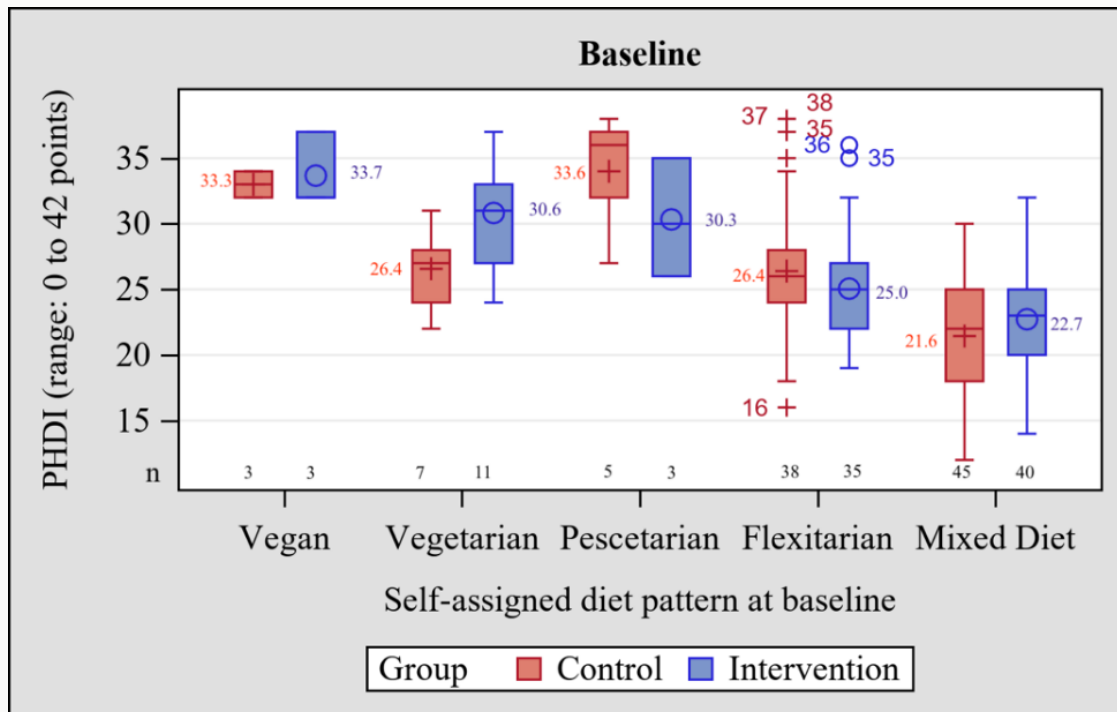 Baseline
PHDI (range: 0 to 42 points)
35
30
25
20
15
33.3
33.7
26.4
30.6
33.6
30.3
37
38
35
36
35
26.4
25.0
16
21.6
22.7
n
3
3
7
11
5
3
38
35
45
40
Vegan
Vegetarian
Pescetarian
Flexitarian
Mixed Diet
Self-assigned diet pattern at baseline
Group
Control
Intervention